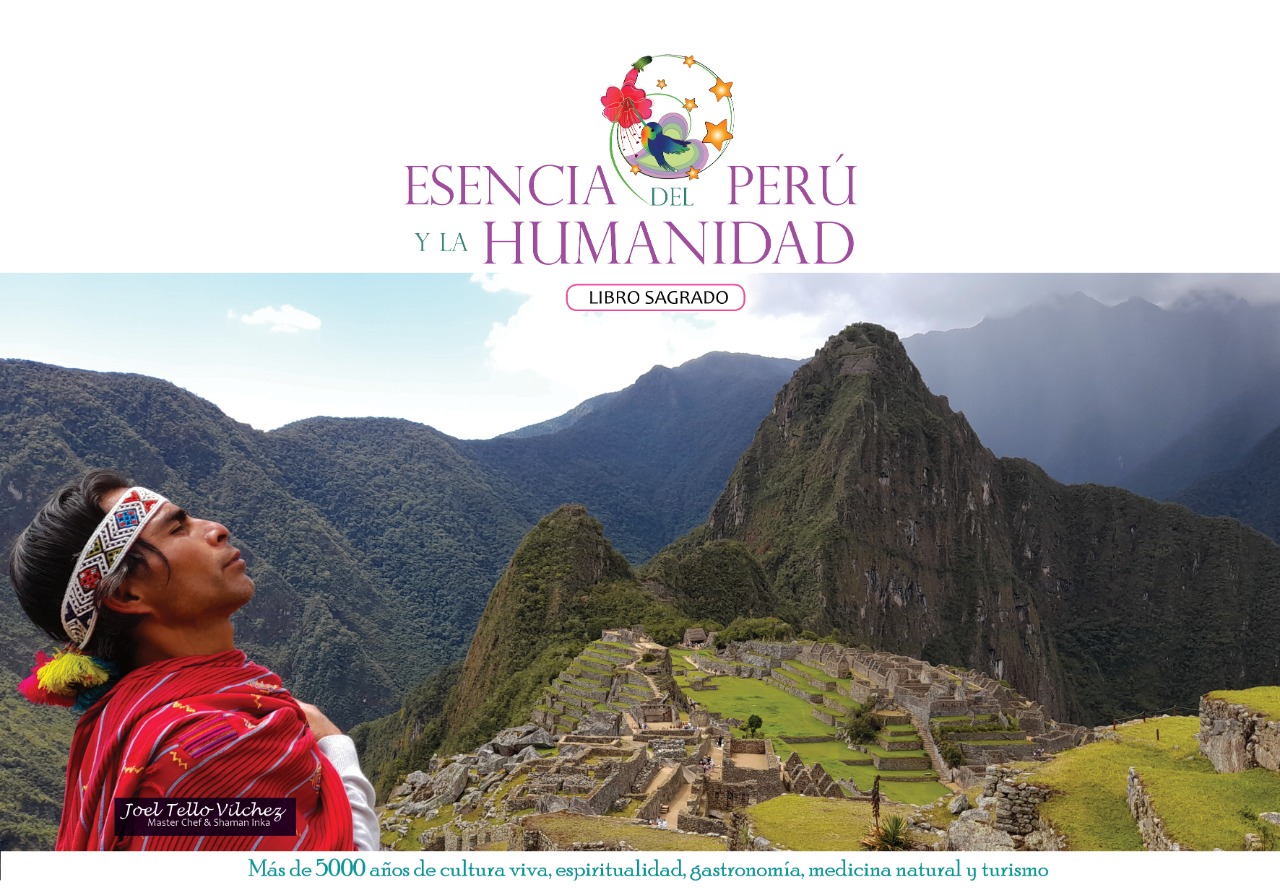 ESENCIA DEL PERÚ
Y LA HUMANIDAD
LIBRO SAGRADO
Joel Tello Vílchez
Master Chef & Shaman Inka
Más de 5000 años de cultura viva, espiritualidad, gastronomía, medicina natural y turismo